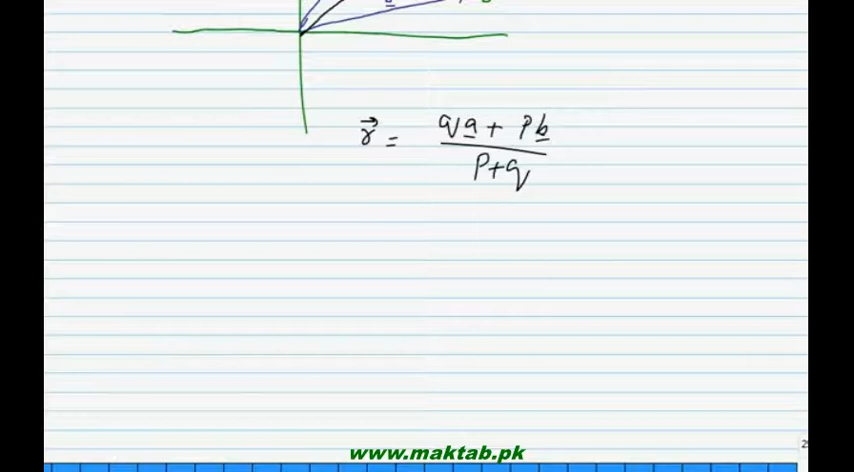 r⃗ = (qa̲ + pb̲) / (p+q)
www.maktab.pk